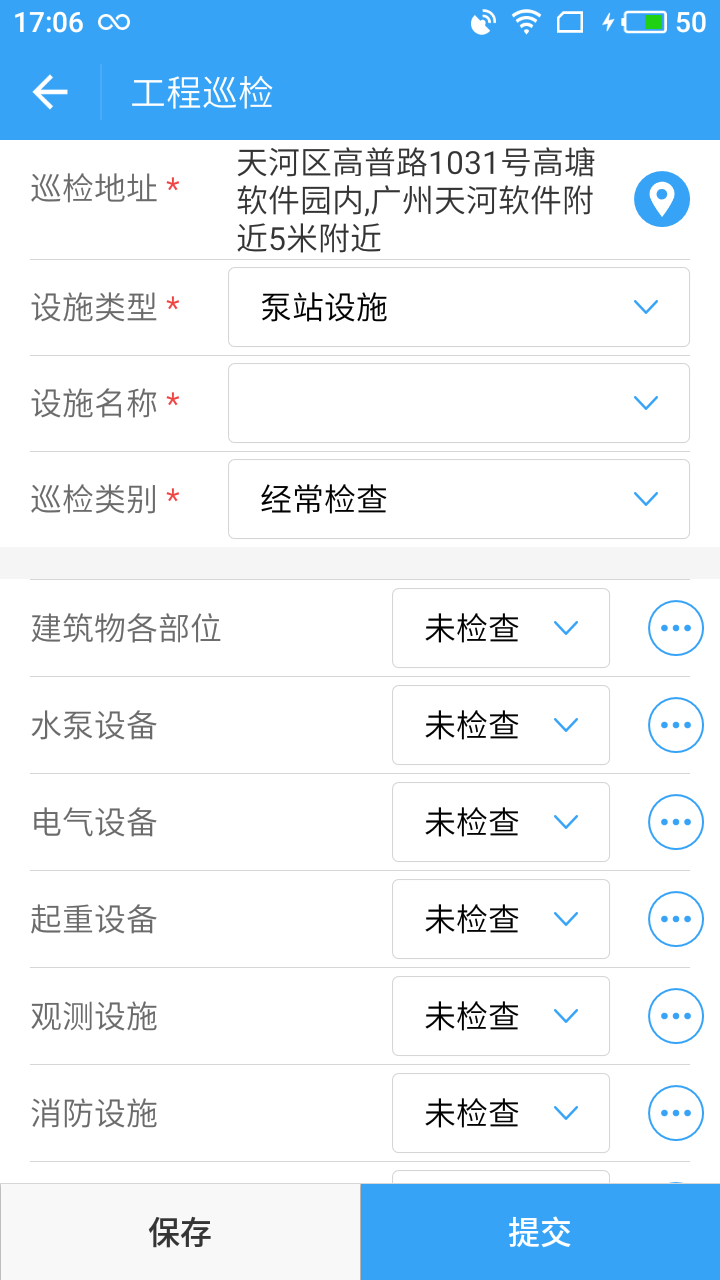 17:06 50
工程巡检
巡检地址 * 天河区高普路1031号高塘
软件园内,广州天河软件附
近5米附近
设施类型 * 泵站设施
设施名称 *
巡检类别 * 经常检查
建筑物各部位 未检查
水泵设备 未检查
电气设备 未检查
起重设备 未检查
观测设施 未检查
消防设施 未检查
保存 提交